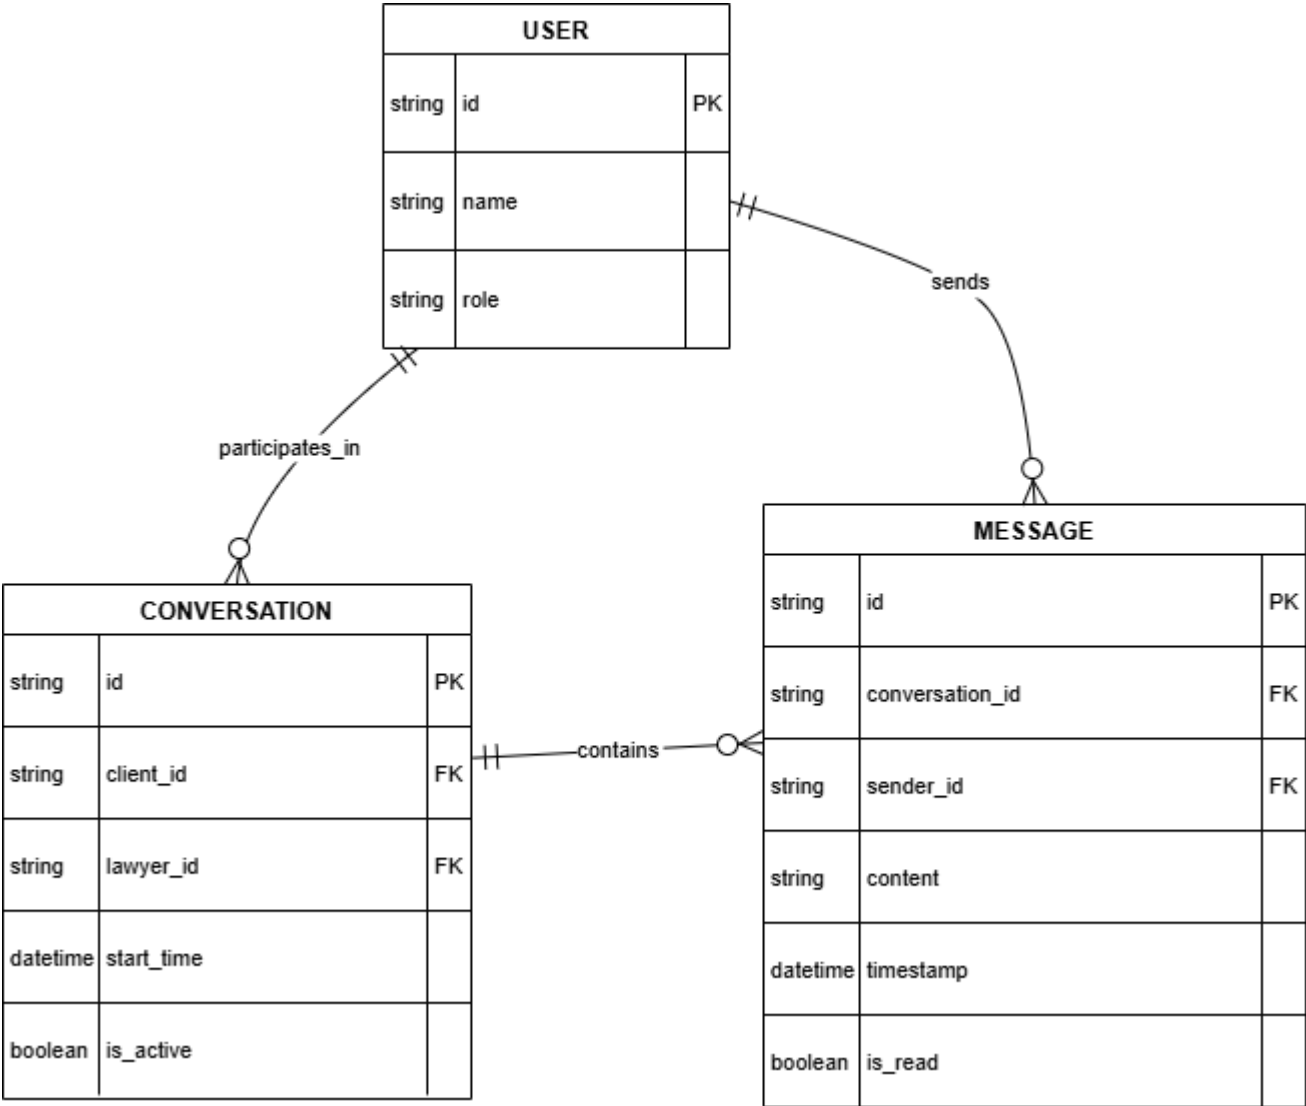 USER
string id PK
string name
string role
sends
participates_in
CONVERSATION
string id PK
string client_id FK
string lawyer_id FK
datetime start_time
boolean is_active
contains
MESSAGE
string id PK
string conversation_id FK
string sender_id FK
string content
datetime timestamp
boolean is_read